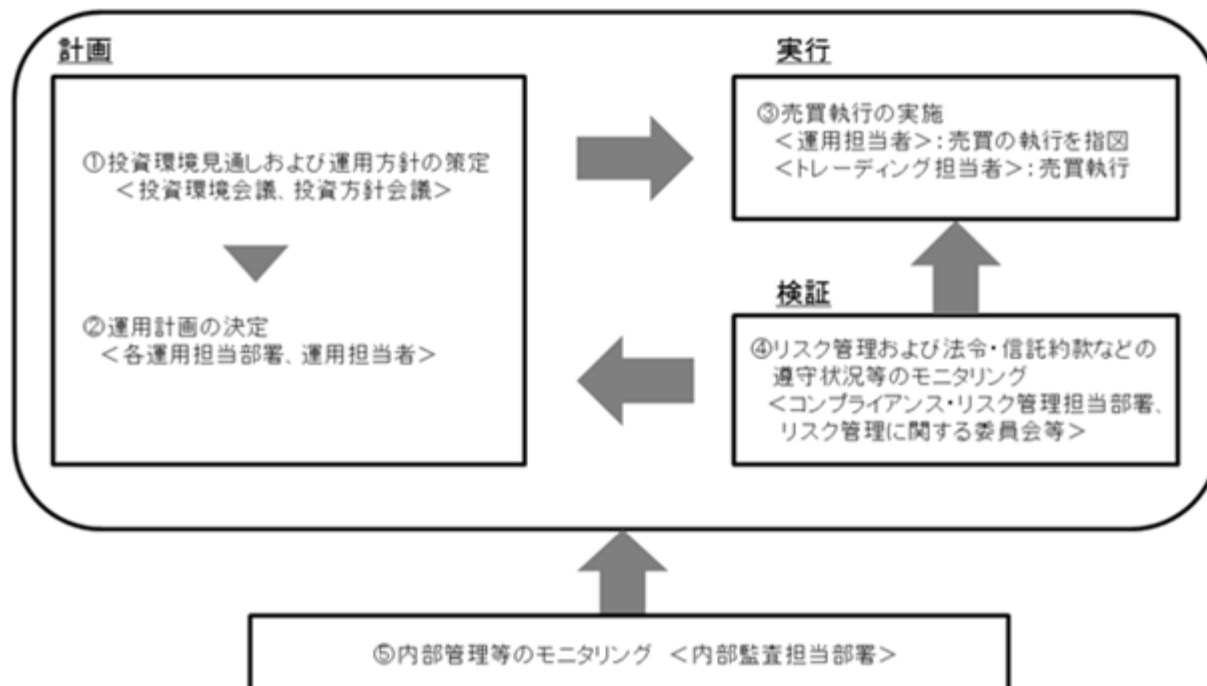 計画
①投資環境見通しおよび運用方針の策定
＜投資環境会議、投資方針会議＞
②運用計画の決定
＜各運用担当部署、運用担当者＞
実行
③売買執行の実施
＜運用担当者＞：売買の執行を指図
＜トレーディング担当者＞：売買執行
検証
④リスク管理および法令・信託約款などの
遵守状況等のモニタリング
＜コンプライアンス・リスク管理担当部署、
リスク管理に関する委員会等＞
⑤内部管理等のモニタリング ＜内部監査担当部署＞